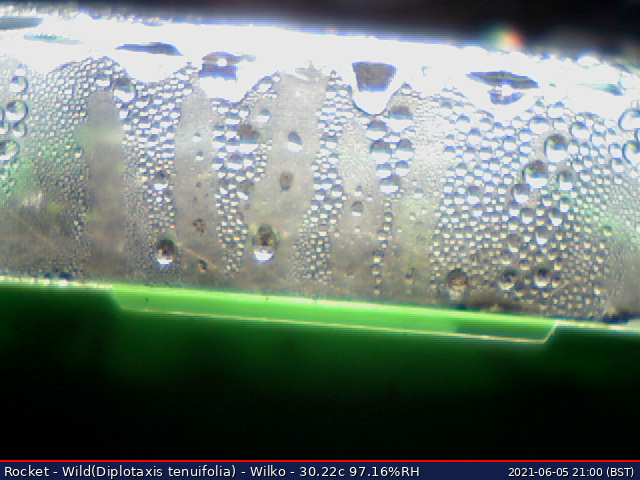 Rocket - Wild(Diplotaxis tenuifolia) - Wilko - 30.22c 97.16%RH
2021-06-05 21:00 (BST)